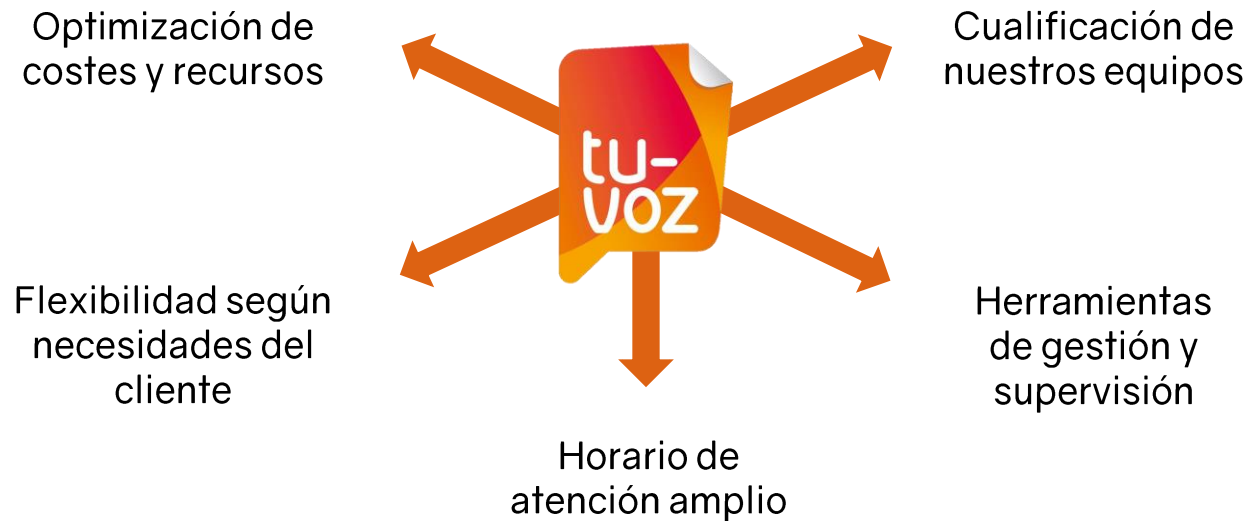 Optimización de
costes y recursos
Cualificación de
nuestros equipos
tu-
voz
Flexibilidad según
necesidades del
cliente
Herramientas
de gestión y
supervisión
Horario de
atención amplio